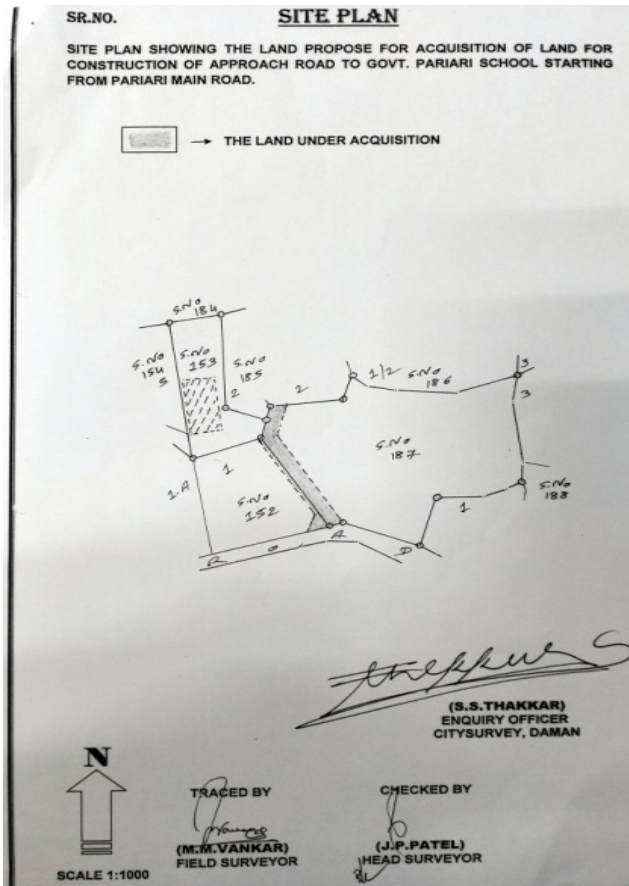 SR.NO.
SITE PLAN
SITE PLAN SHOWING THE LAND PROPOSE FOR ACQUISITION OF LAND FOR
CONSTRUCTION OF APPROACH ROAD TO GOVT. PARIARI SCHOOL STARTING
FROM PARIARI MAIN ROAD.
→ THE LAND UNDER ACQUISITION
S.No
184
S.No
154
5
S.No
153
S.No
185
2
2
1/2
S.No
186
3
3
S.No
187
1.A
1
S.No
152
1
S.No
188
R O A D
(S.S.THAKKAR)
ENQUIRY OFFICER
CITYSURVEY, DAMAN
N
SCALE 1:1000
TRACED BY
(M.M.VANKAR)
FIELD SURVEYOR
CHECKED BY
(J.P.PATEL)
HEAD SURVEYOR